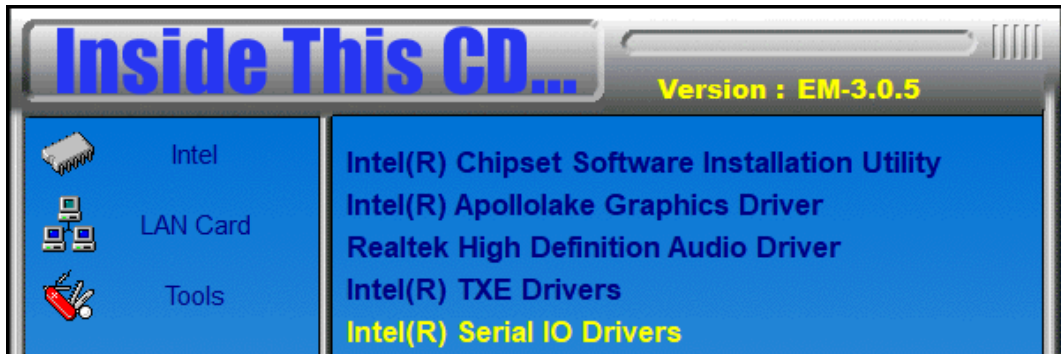 Inside This CD...
Version : EM-3.0.5
Intel
LAN Card
Tools
Intel(R) Chipset Software Installation Utility
Intel(R) Apollolake Graphics Driver
Realtek High Definition Audio Driver
Intel(R) TXE Drivers
Intel(R) Serial IO Drivers